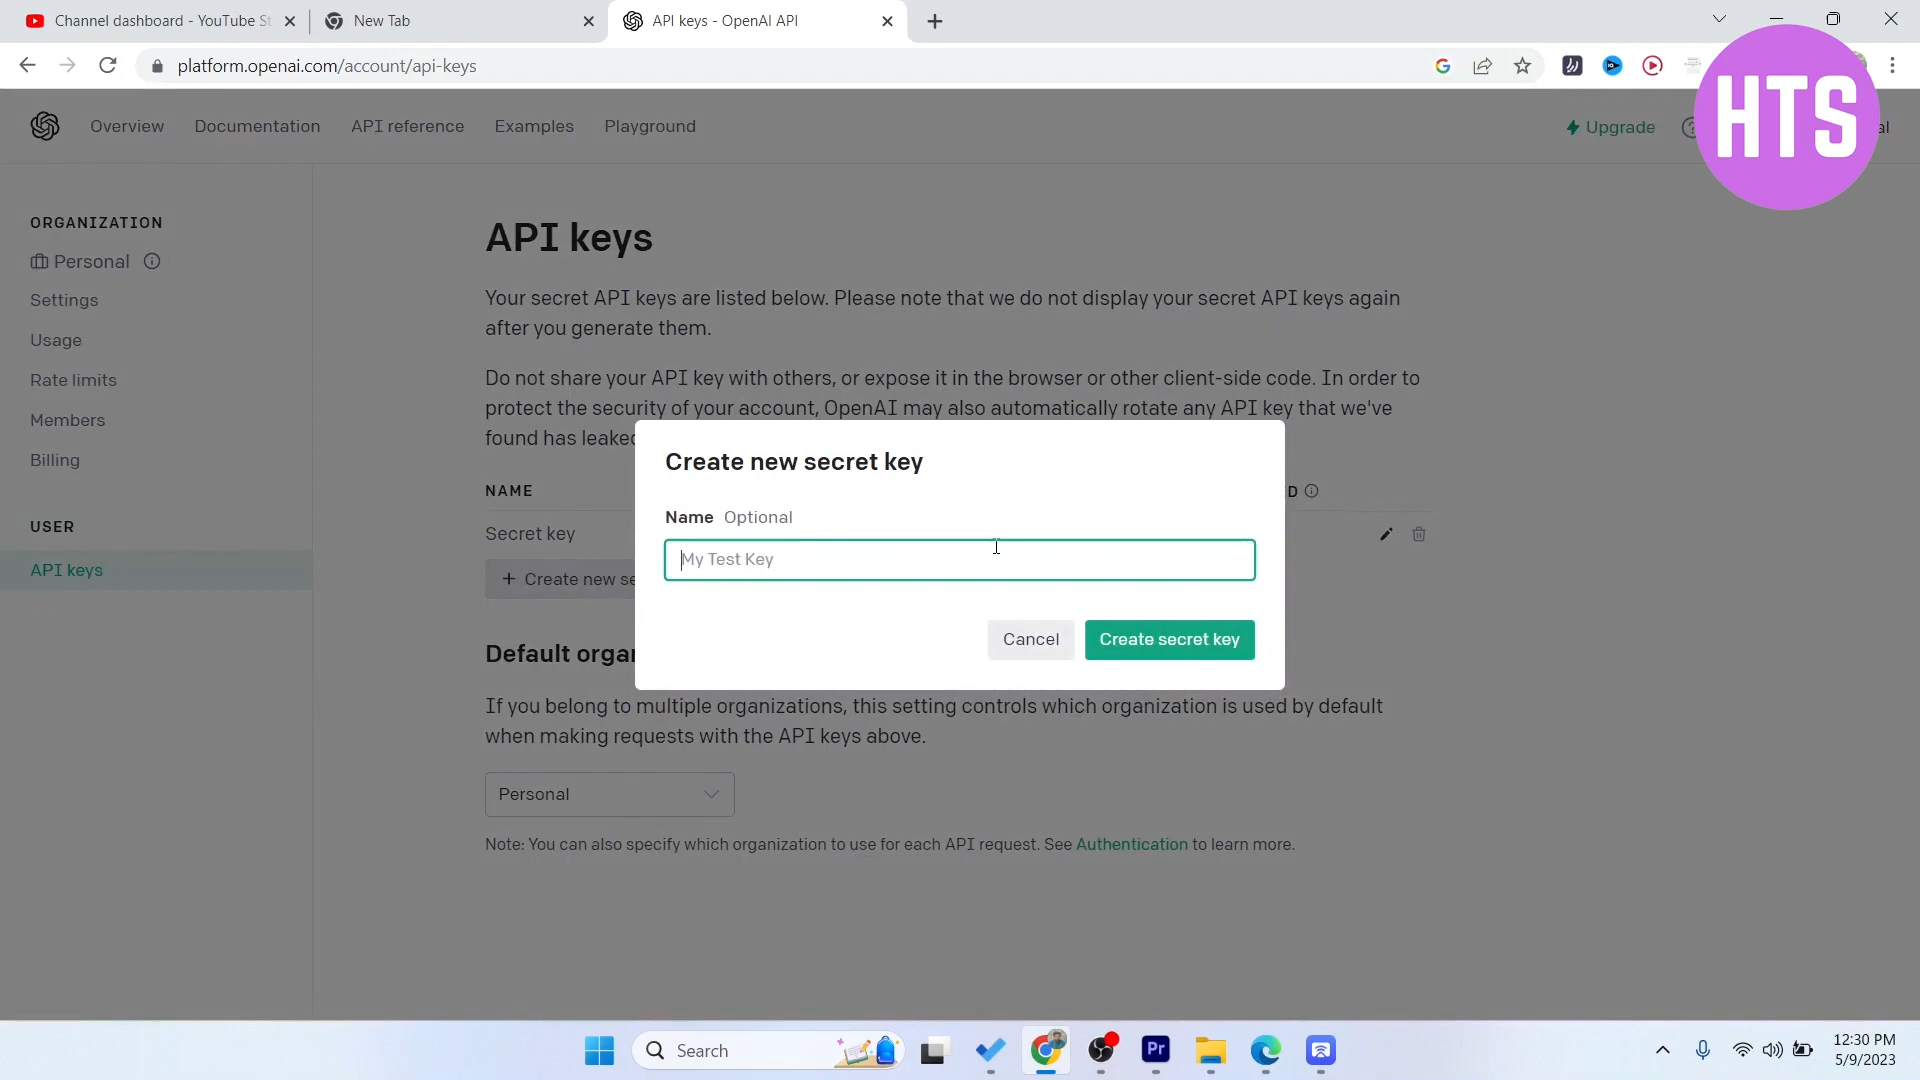 Channel dashboard - YouTube St
New Tab
API keys - OpenAI API
platform.openai.com/account/api-keys
Overview
Documentation
API reference
Examples
Playground
Upgrade
HTS
ORGANIZATION
Personal
Settings
Usage
Rate limits
Members
Billing
USER
API keys
API keys
Your secret API keys are listed below. Please note that we do not display your secret API keys again
after you generate them.
Do not share your API key with others, or expose it in the browser or other client-side code. In order to
protect the security of your account, OpenAI may also automatically rotate any API key that we've
found has leaked
NAME
Secret key
+ Create new se
Create new secret key
Name Optional
My Test Key
Cancel
Create secret key
Default organ
If you belong to multiple organizations, this setting controls which organization is used by default
when making requests with the API keys above.
Personal
Note: You can also specify which organization to use for each API request. See Authentication to learn more.
Search
Pr
12:30 PM
5/9/2023